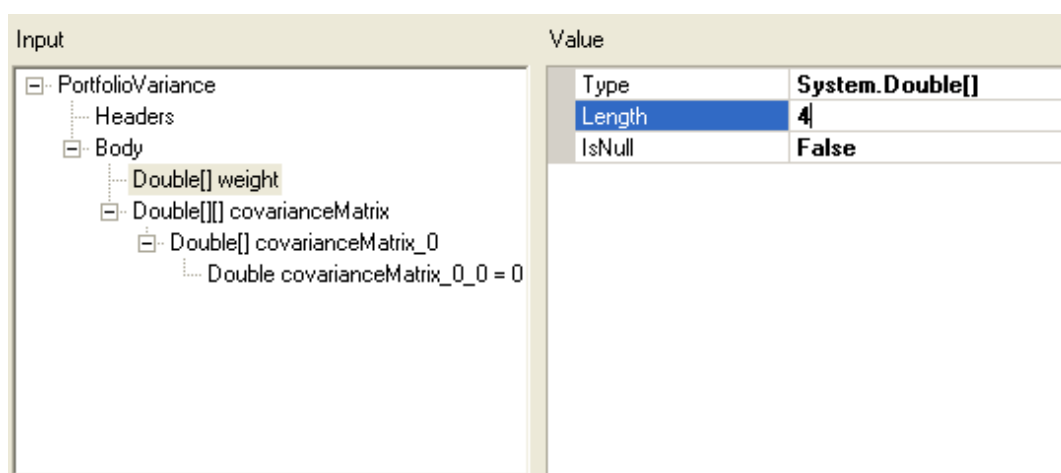 Input
PortfolioVariance
Headers
Body
Double[] weight
Double[][] covarianceMatrix
Double[] covarianceMatrix_0
Double covarianceMatrix_0_0 = 0
Value
Type System.Double[]
Length 4
IsNull False